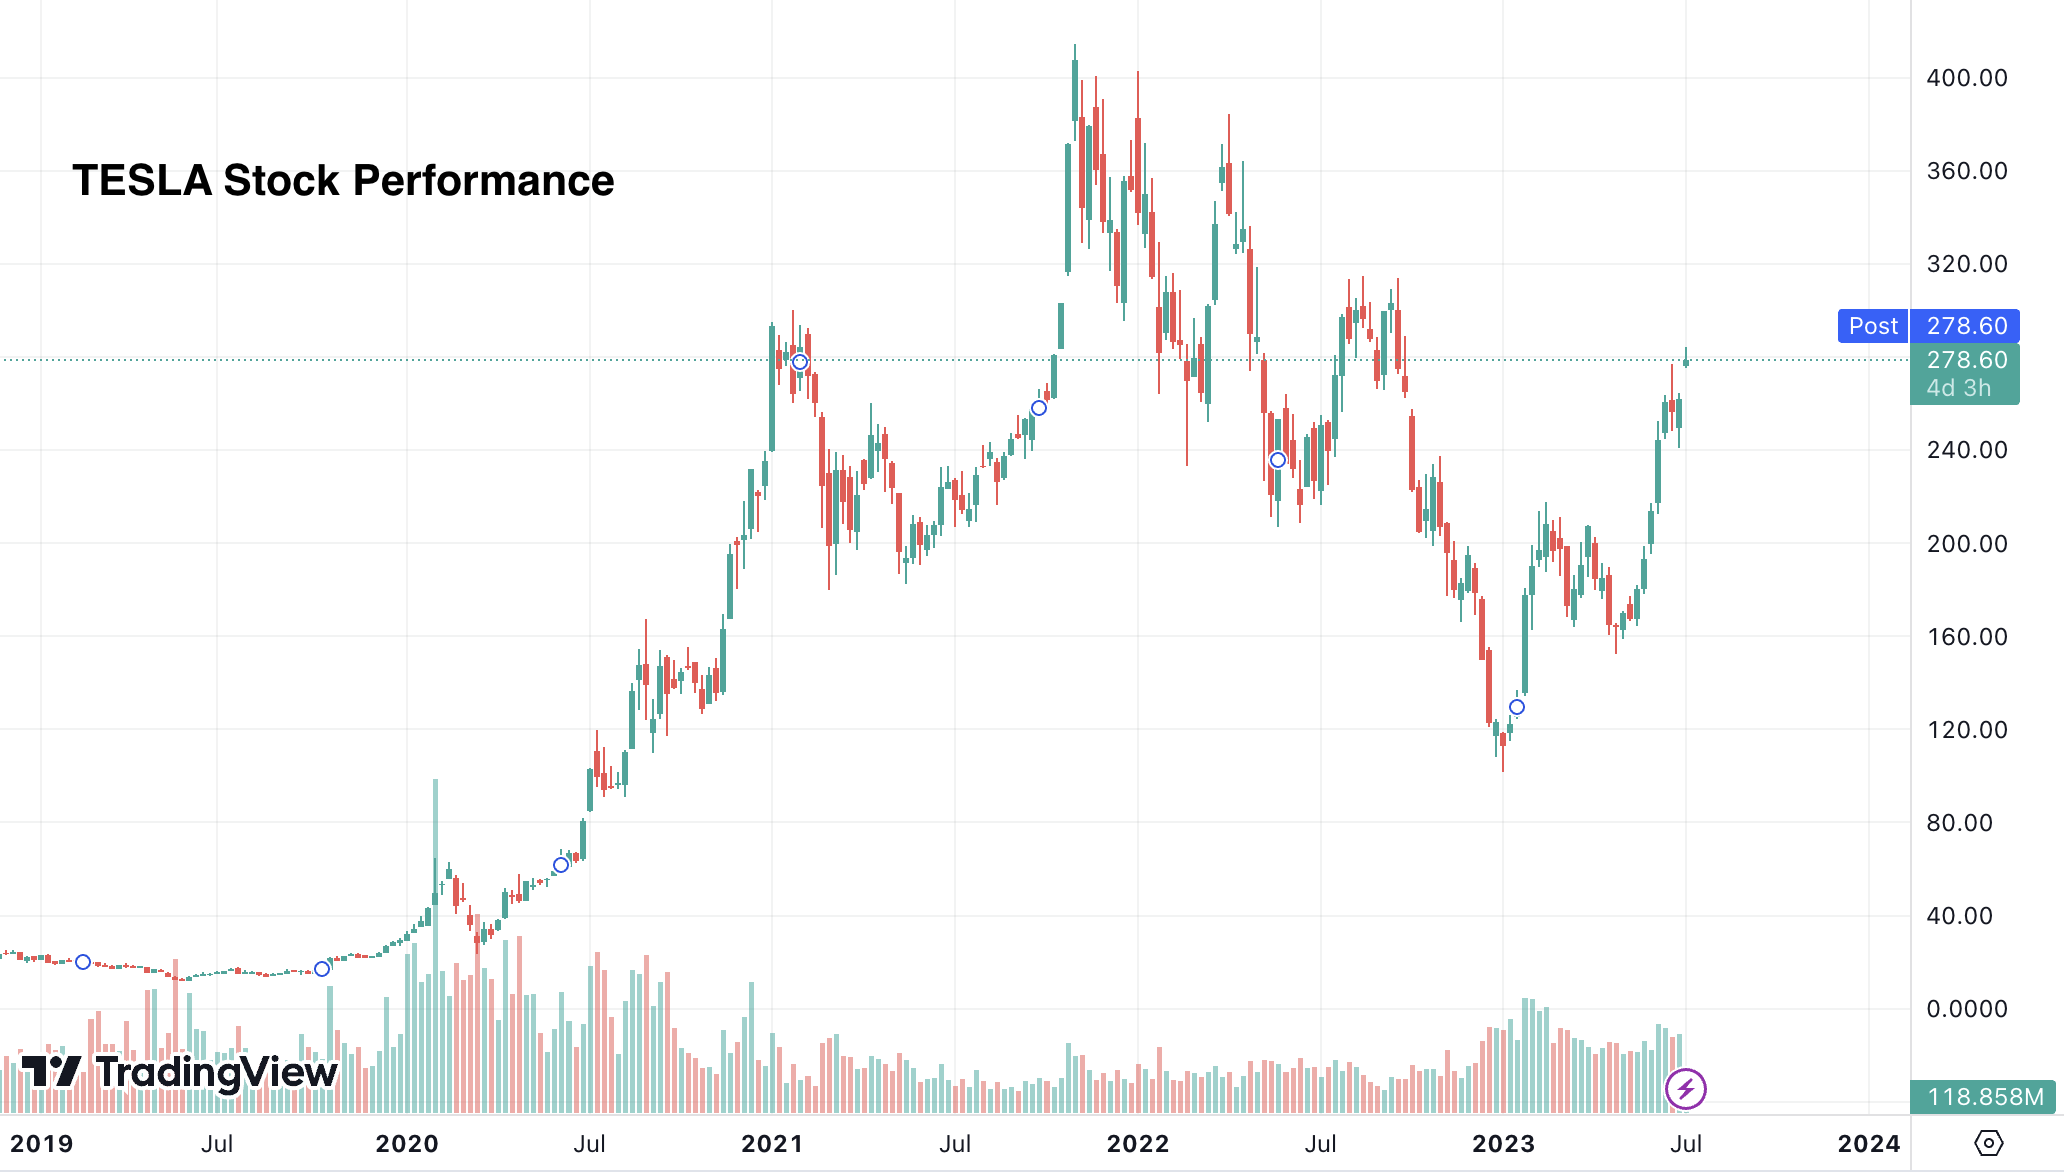 TESLA Stock Performance
400.00
360.00
320.00
Post 278.60
278.60
4d 3h
240.00
200.00
160.00
120.00
80.00
40.00
0.0000
TradingView
118.858M
2019 Jul 2020 Jul 2021 Jul 2022 Jul 2023 Jul 2024